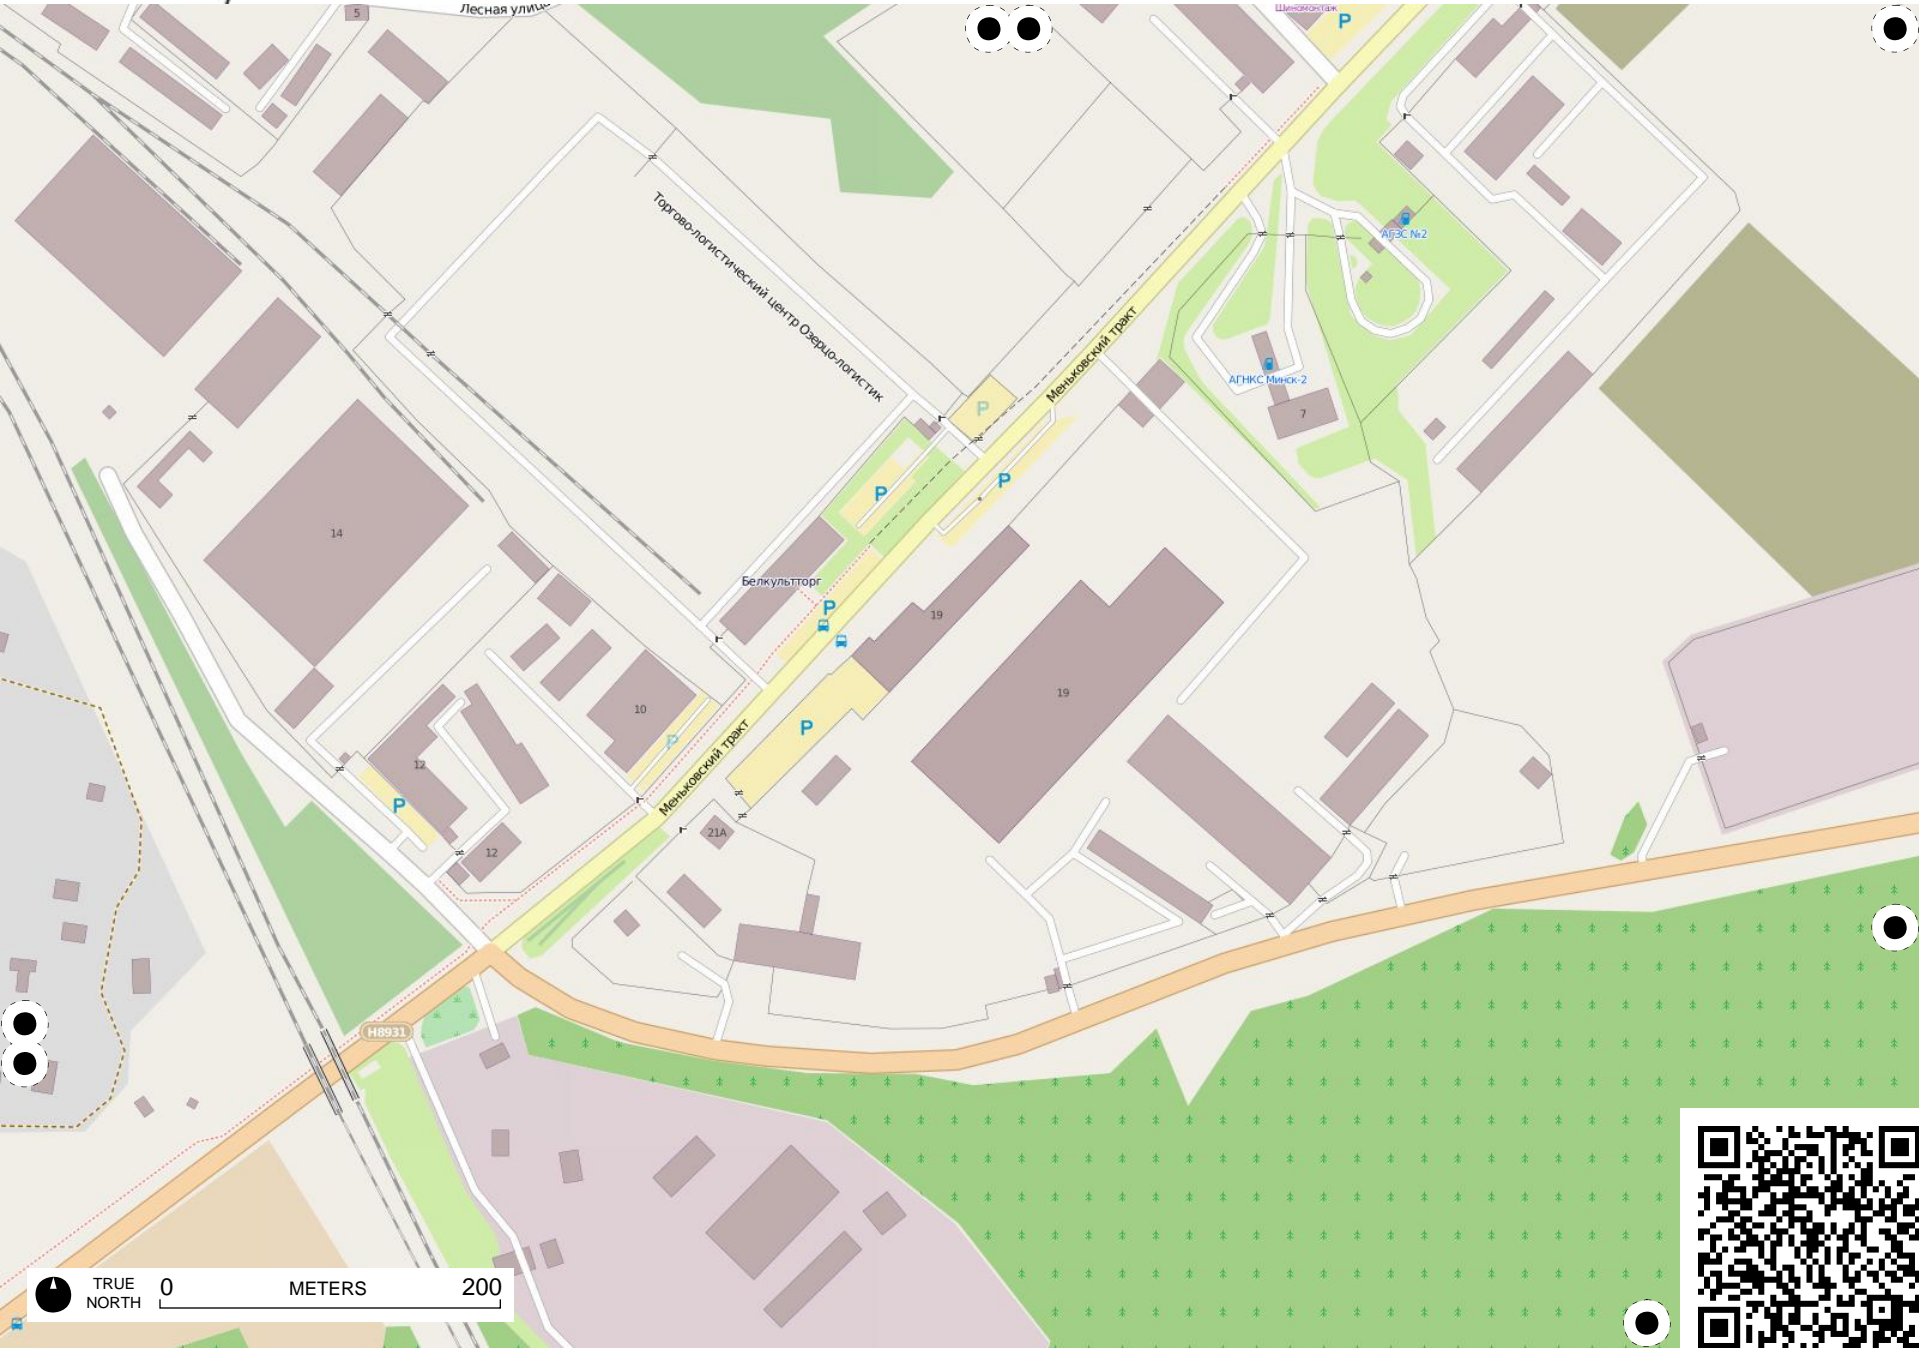 Лесная улица
5
Шиномонтаж
P
Торгово-логистический центр Озерцо-логистик
АГЗС №2
Меньковский тракт
АГНКС Минск-2
7
P
P
P
14
Белкультторг
P
19
19
10
P
P
Меньковский тракт
12
P
21А
12
H8931
TRUE
NORTH
0 METERS 200